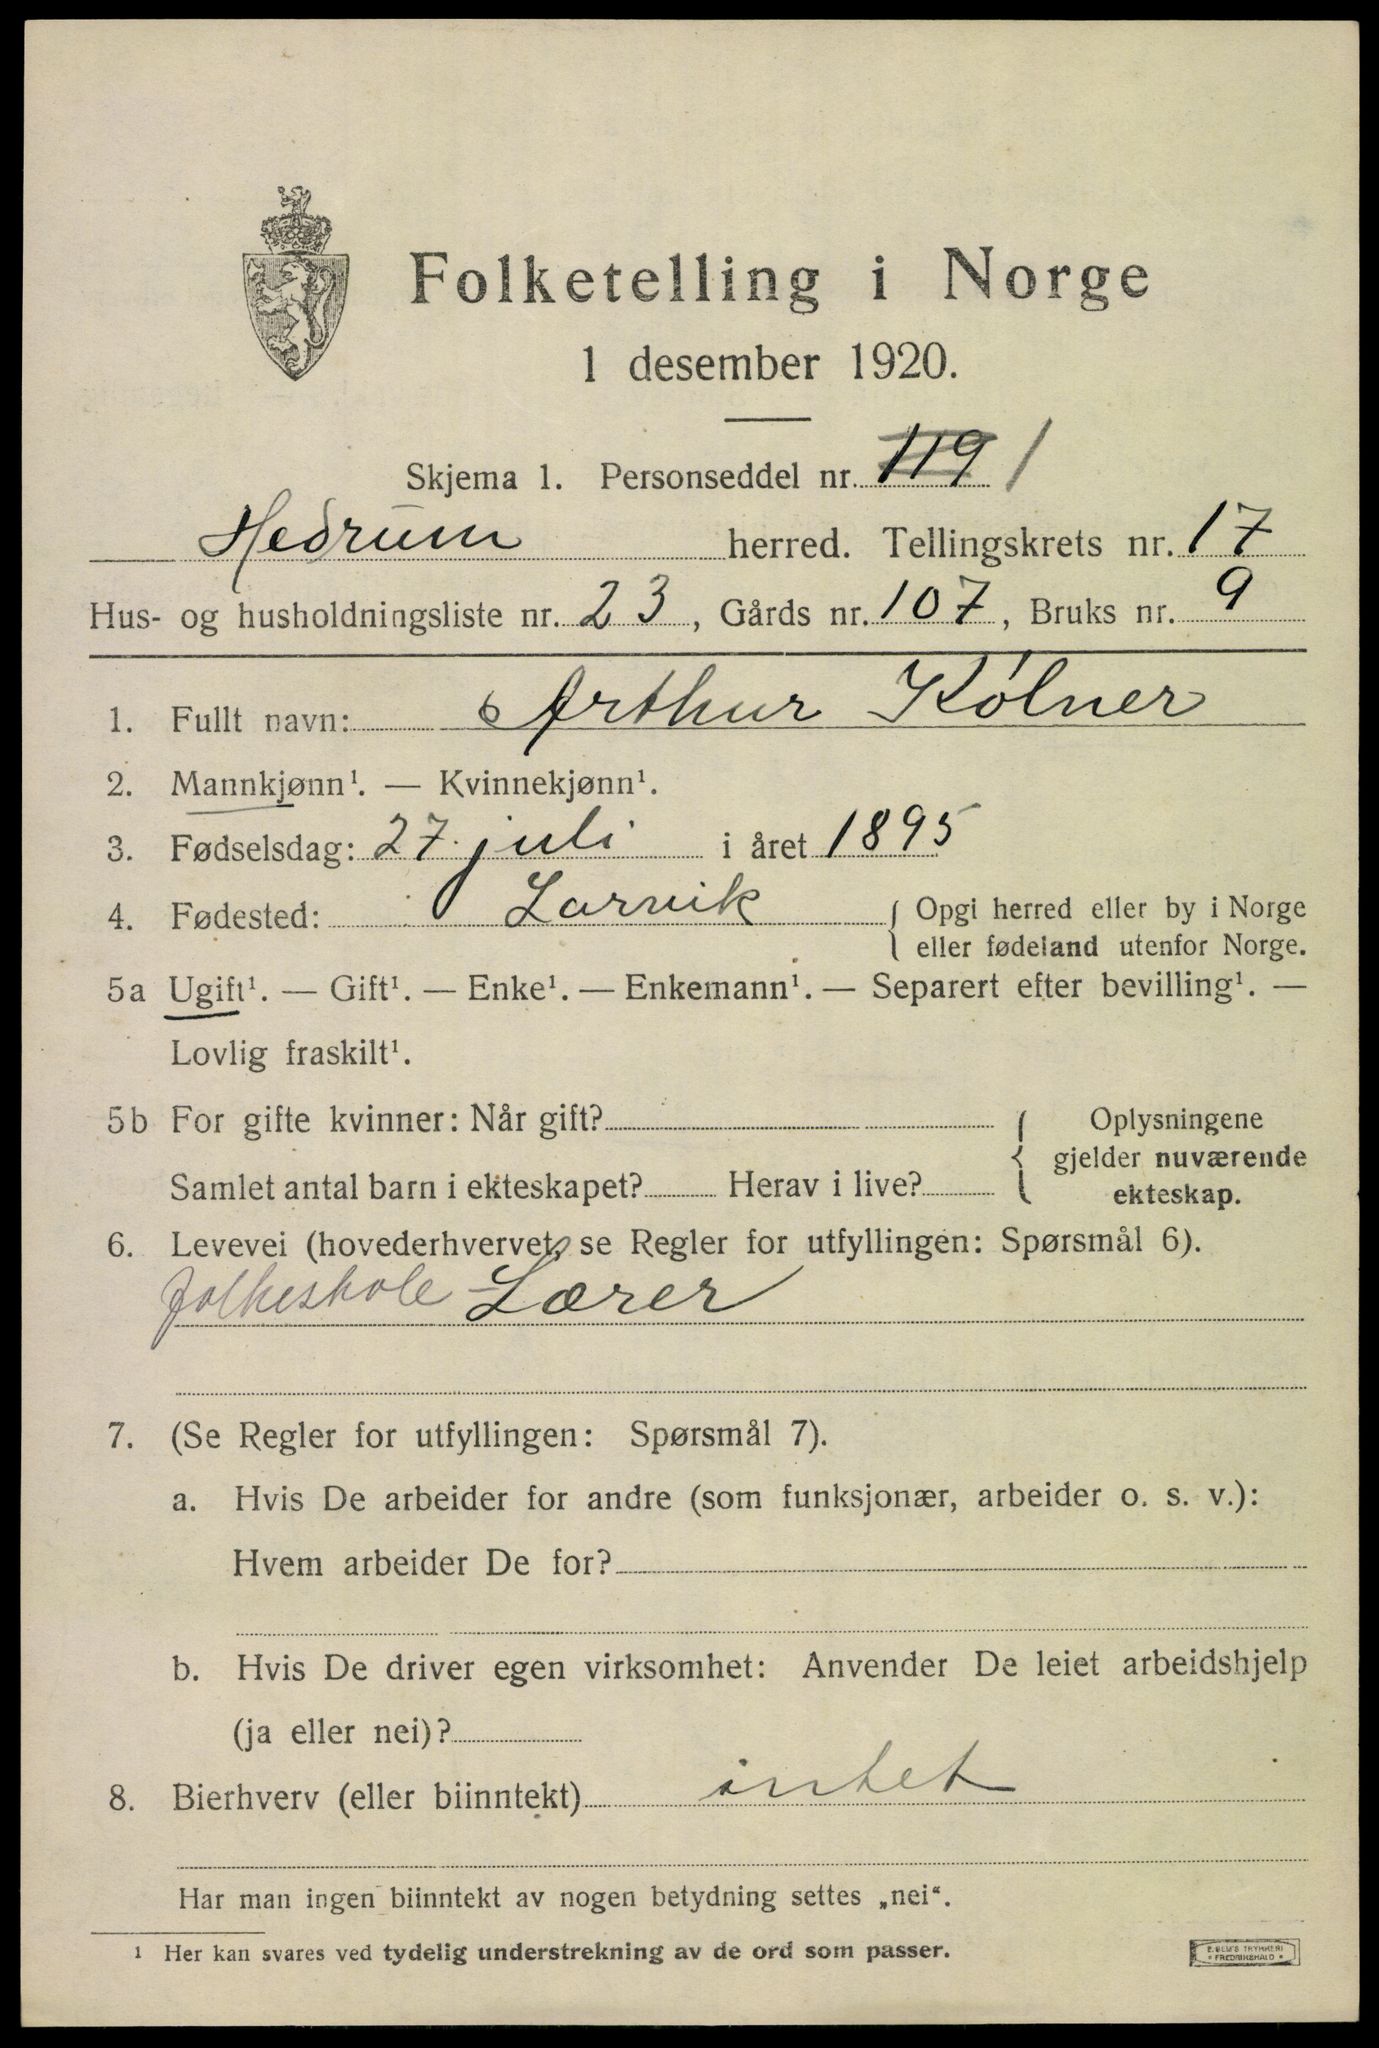 Folketelling i Norge
1 desember 1920.
Skjema 1. Personseddel nr. 119 1
Hedrum herred. Tellingskrets nr. 17
Hus- og husholdningsliste nr. 23, Gårds nr. 107, Bruks nr. 9
1. Fullt navn: Arthur Kølner
2. Mannkjønn¹. — Kvinnekjønn¹.
3. Fødselsdag: 27. juli i året 1895
4. Fødested: Larvik { Opgi herred eller by i Norge
eller fødeland utenfor Norge.
5a Ugift¹. — Gift¹. — Enke¹. — Enkemann¹. — Separert efter bevilling¹. —
Lovlig fraskilt¹.
5b For gifte kvinner: Når gift? { Oplysningene
gjelder nuværende
Samlet antal barn i ekteskapet? Herav i live? ekteskap.
6. Levevei (hovederhvervet, se Regler for utfyllingen: Spørsmål 6).
folkeskole - Lærer
7. (Se Regler for utfyllingen: Spørsmål 7).
a. Hvis De arbeider for andre (som funksjonær, arbeider o. s. v.):
Hvem arbeider De for?
b. Hvis De driver egen virksomhet: Anvender De leiet arbeidshjelp
(ja eller nei)?
8. Bierhverv (eller biinntekt) intet
Har man ingen biinntekt av nogen betydning settes „nei“.
¹ Her kan svares ved tydelig understrekning av de ord som passer.
E. SEM'S TRYKKERI
* FREDRIKSHALD *